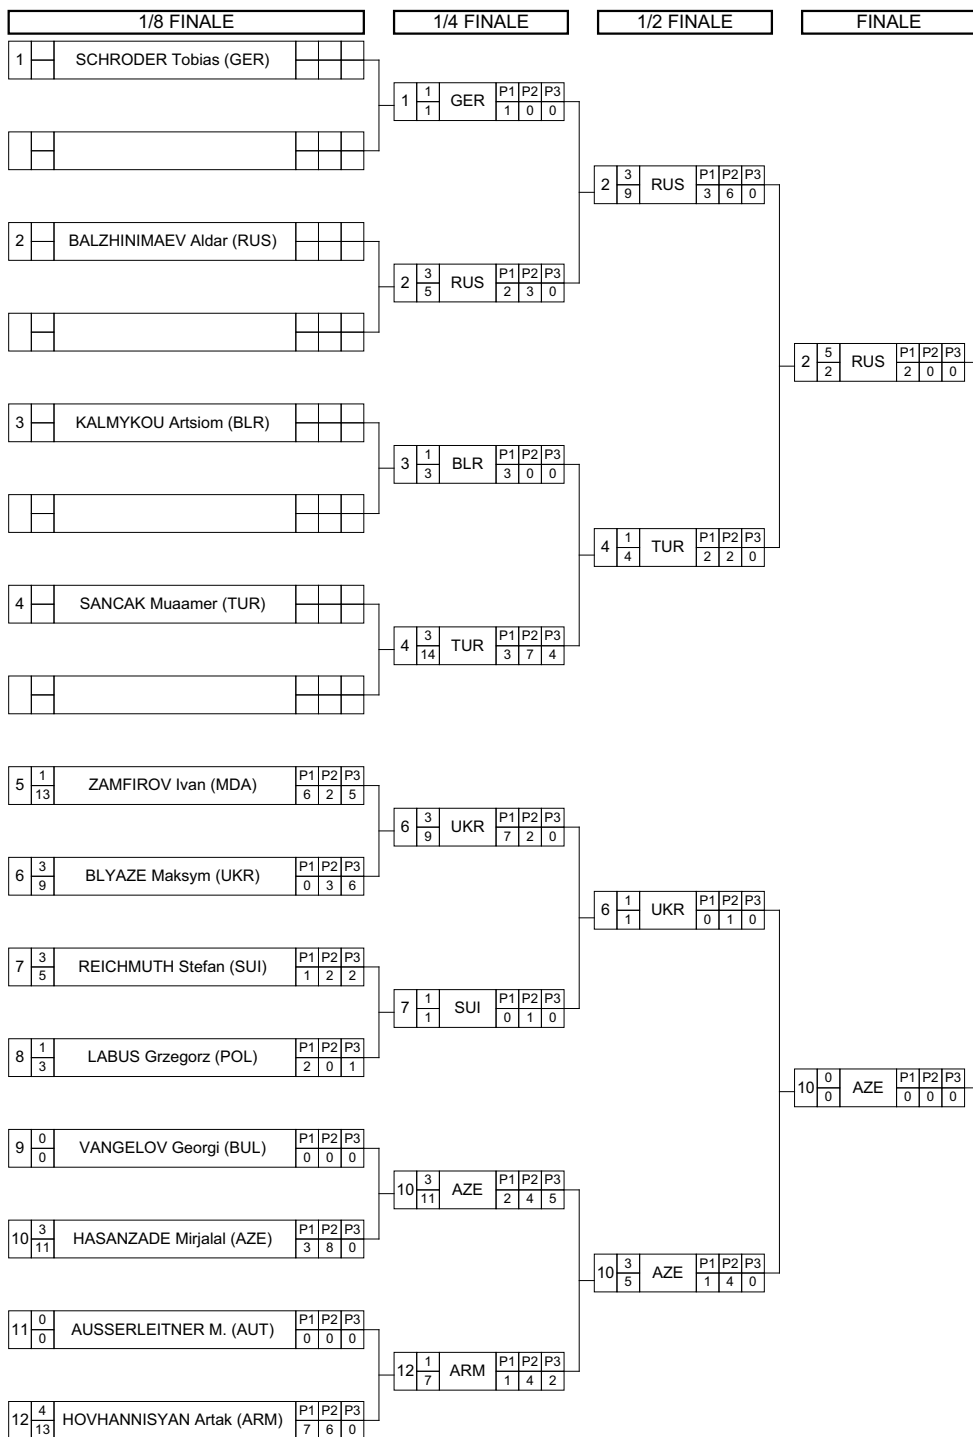 1/8 FINALE 1/4 FINALE 1/2 FINALE FINALE
1 SCHRODER Tobias (GER)
1 1 1 GER P1 P2 P3 1 0 0
2 3 9 RUS P1 P2 P3 3 6 0
2 BALZHINIMAEV Aldar (RUS)
2 3 5 RUS P1 P2 P3 2 3 0
2 5 2 RUS P1 P2 P3 2 0 0
3 KALMYKOU Artsiom (BLR)
3 1 3 BLR P1 P2 P3 3 0 0
4 1 4 TUR P1 P2 P3 2 2 0
4 SANCAK Muaamer (TUR)
4 3 14 TUR P1 P2 P3 3 7 4
5 1 13 ZAMFIROV Ivan (MDA) P1 P2 P3 6 2 5
6 3 9 UKR P1 P2 P3 7 2 0
6 3 9 BLYAZE Maksym (UKR) P1 P2 P3 0 3 6
6 1 1 UKR P1 P2 P3 0 1 0
7 3 5 REICHMUTH Stefan (SUI) P1 P2 P3 1 2 2
7 1 1 SUI P1 P2 P3 0 1 0
8 1 3 LABUS Grzegorz (POL) P1 P2 P3 2 0 1
10 0 0 AZE P1 P2 P3 0 0 0
9 0 0 VANGELOV Georgi (BUL) P1 P2 P3 0 0 0
10 3 11 AZE P1 P2 P3 2 4 5
10 3 11 HASANZADE Mirjalal (AZE) P1 P2 P3 3 8 0
10 3 5 AZE P1 P2 P3 1 4 0
11 0 0 AUSSERLEITNER M. (AUT) P1 P2 P3 0 0 0
12 1 7 ARM P1 P2 P3 1 4 2
12 4 13 HOVHANNISYAN Artak (ARM) P1 P2 P3 7 6 0